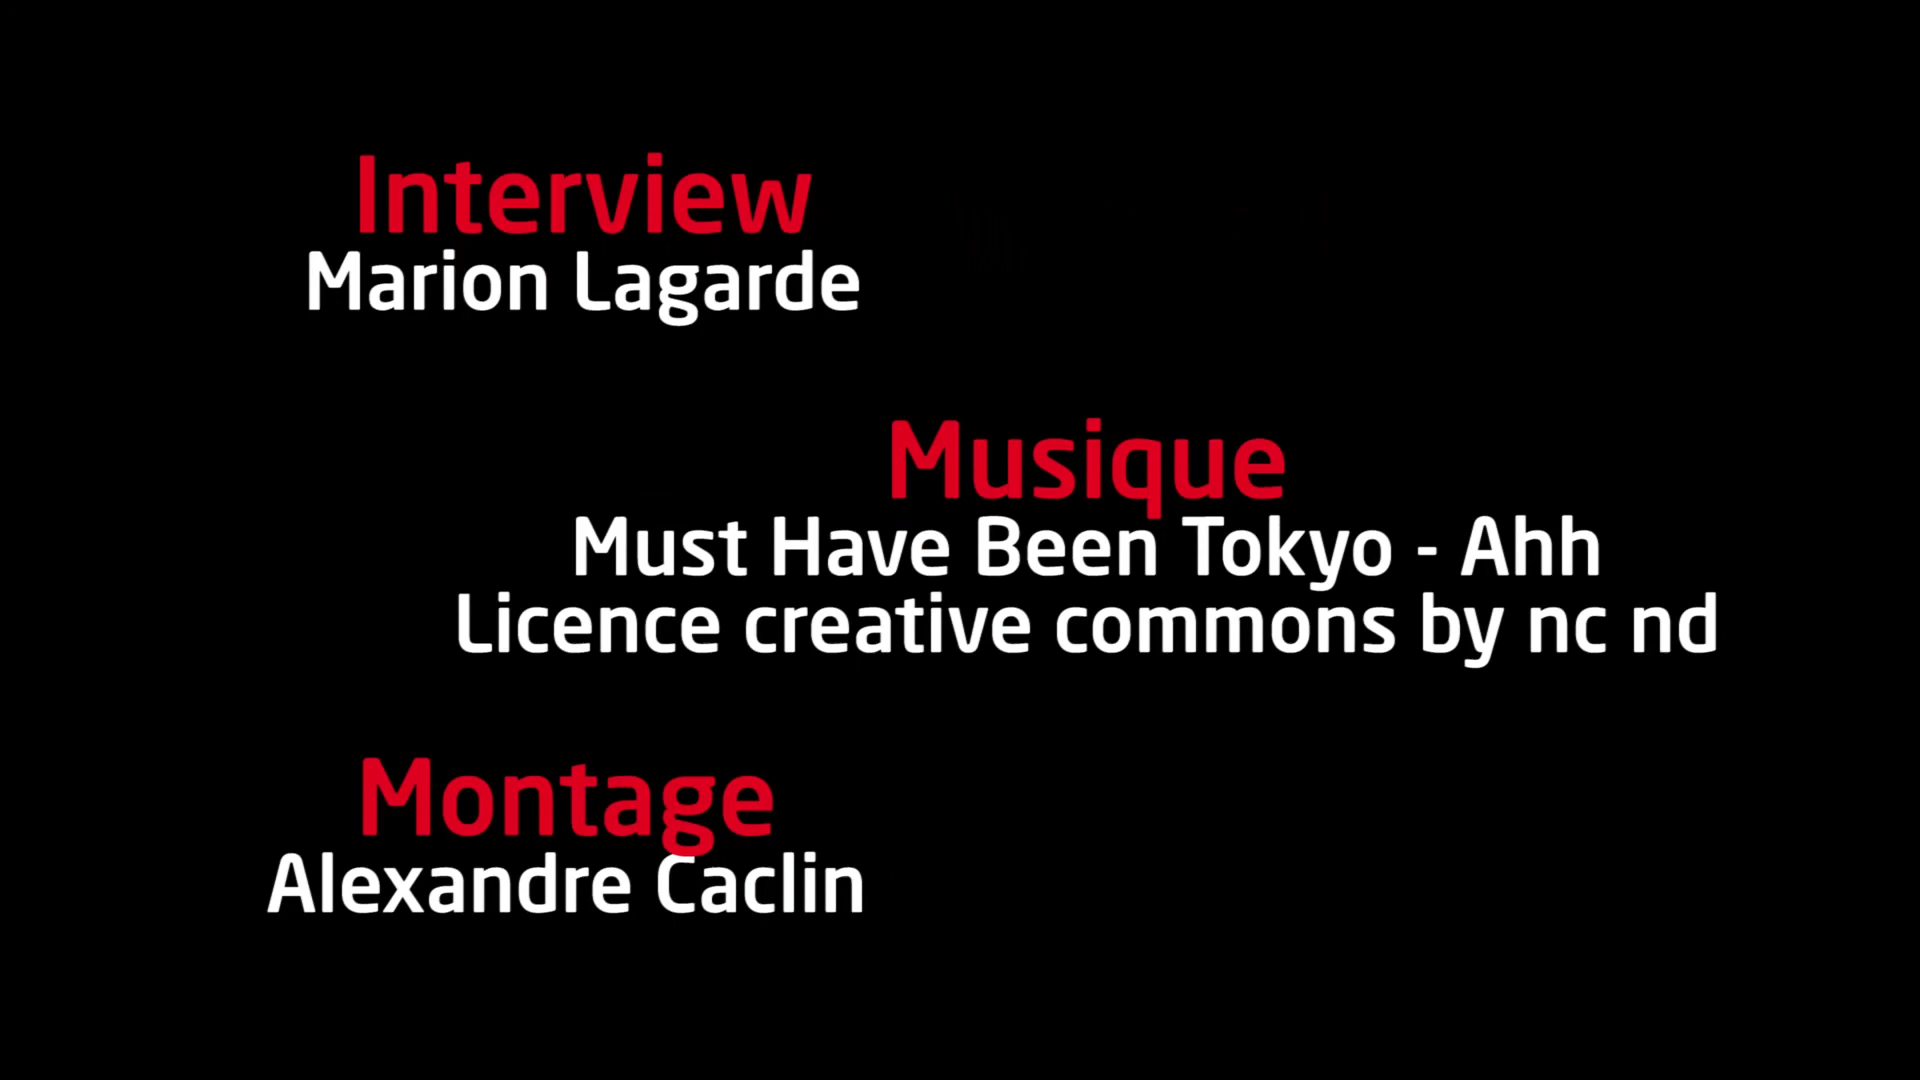 Interview
Marion Lagarde
Musique
Must Have Been Tokyo - Ahh
Licence creative commons by nc nd
Montage
Alexandre Caclin